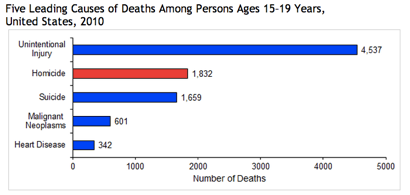 Five Leading Causes of Deaths Among Persons Ages 15-19 Years,
United States, 2010
Unintentional
Injury
4,537
Homicide
1,832
Suicide
1,659
Malignant
Neoplasms
601
Heart Disease
342
0 1000 2000 3000 4000 5000
Number of Deaths